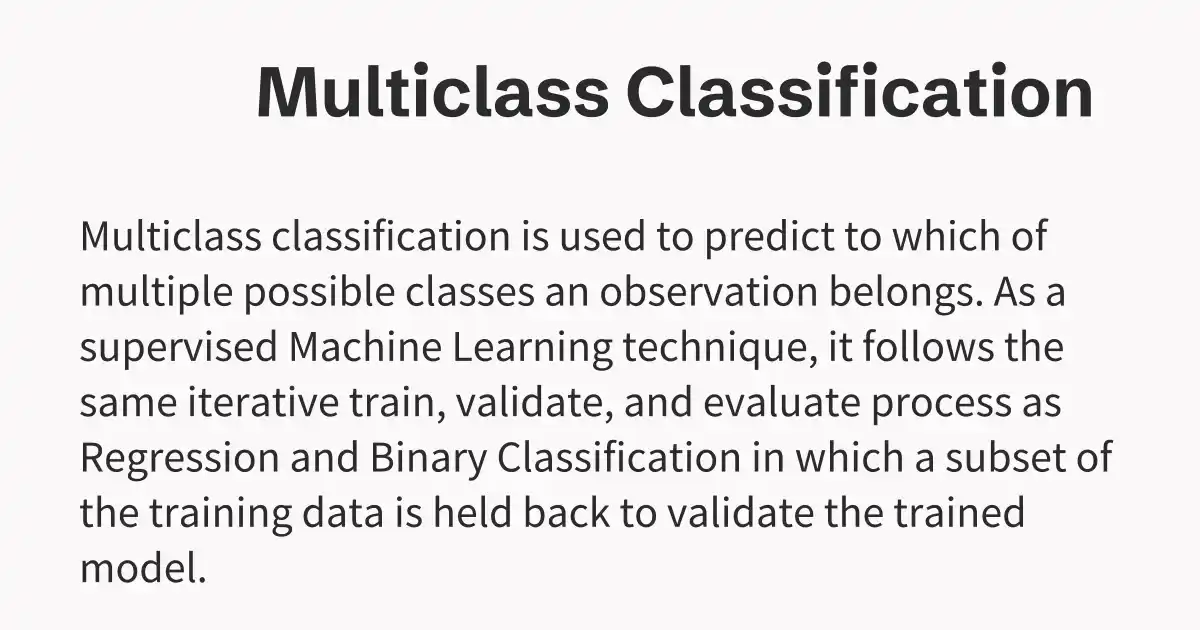 Multiclass Classification
Multiclass classification is used to predict to which of
multiple possible classes an observation belongs. As a
supervised Machine Learning technique, it follows the
same iterative train, validate, and evaluate process as
Regression and Binary Classification in which a subset of
the training data is held back to validate the trained
model.